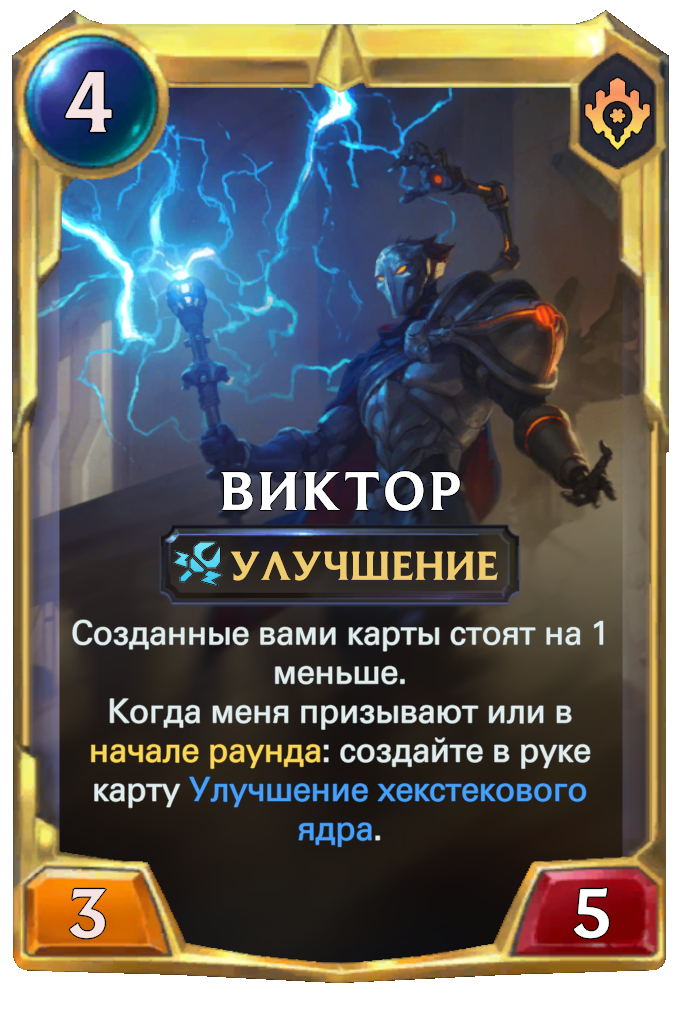 4
ВИКТОР
УЛУЧШЕНИЕ
Созданные вами карты стоят на 1
меньше.
Когда меня призывают или в
начале раунда: создайте в руке
карту Улучшение хекстекового
ядра.
3
5